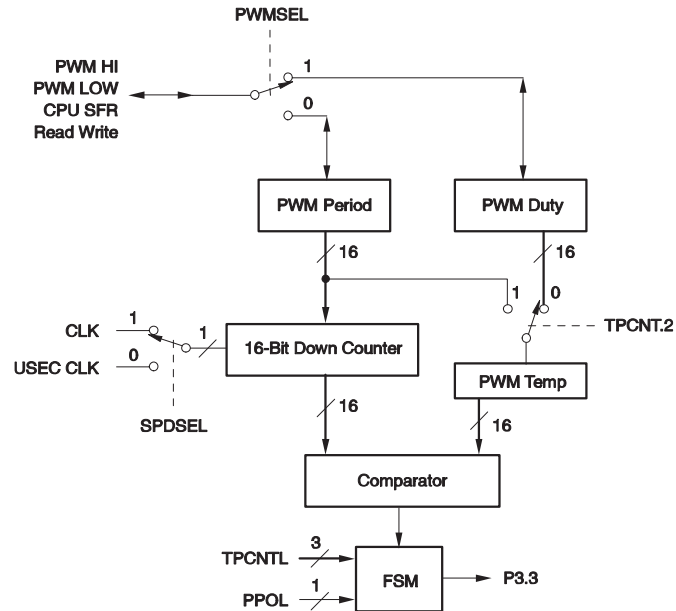 PWMSEL
PWM HI
PWM LOW
CPU SFR
Read Write
1
0
PWM Period
PWM Duty
16
16
1
0
TPCNT.2
CLK
1
USEC CLK
0
SPDSEL
1
16-Bit Down Counter
PWM Temp
16
16
Comparator
TPCNTL
3
PPOL
1
FSM
P3.3